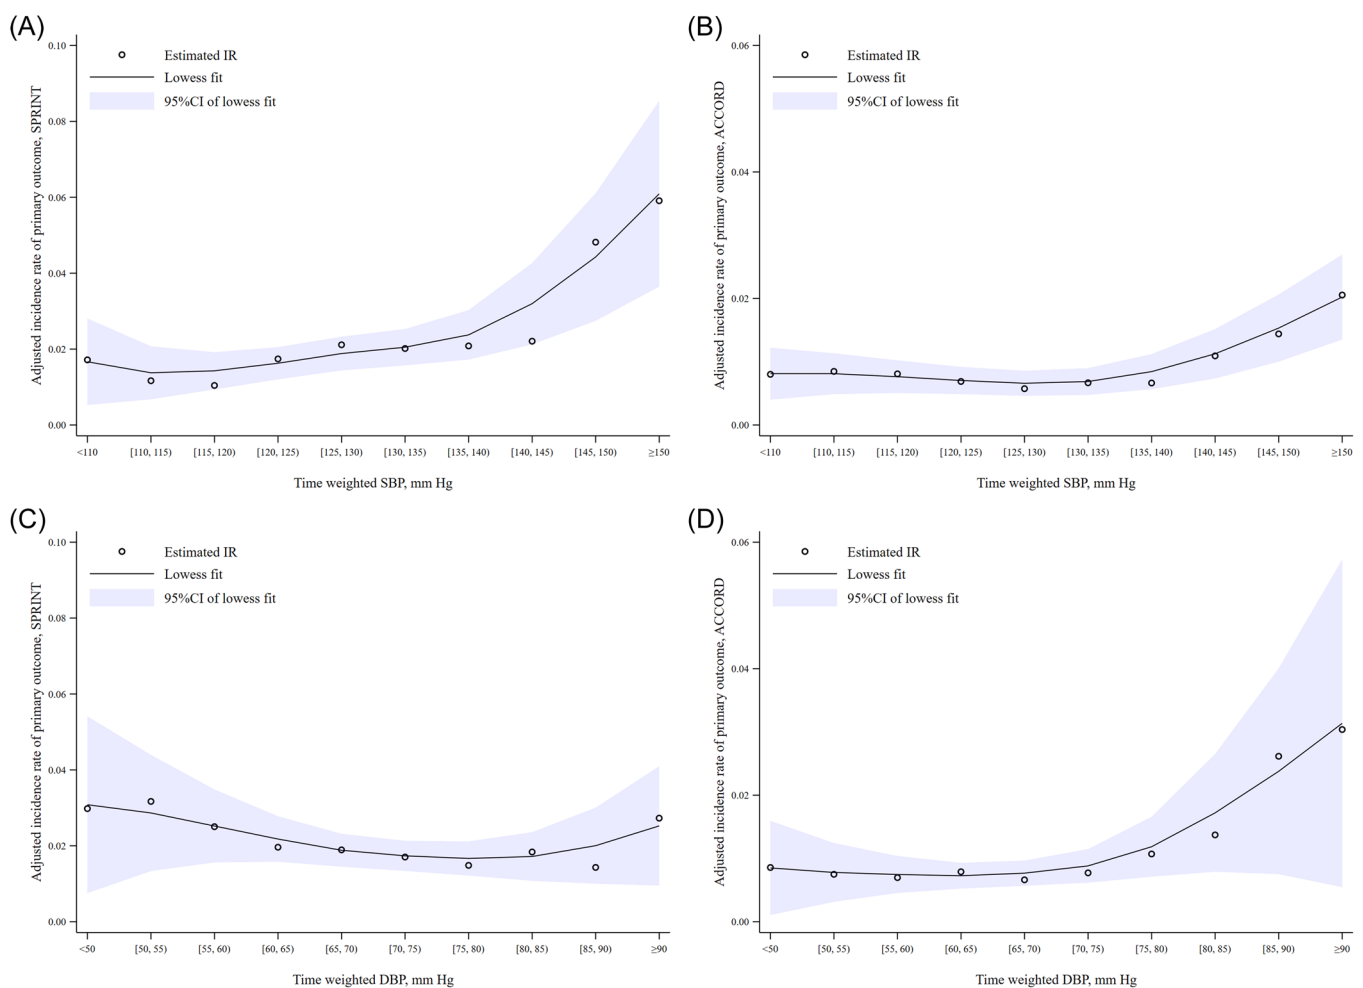 (A)
Adjusted incidence rate of primary outcome, SPRINT
0.10
0.08
0.06
0.04
0.02
0.00
Estimated IR
Lowess fit
95%CI of lowess fit
<110 [110, 115) [115, 120) [120, 125) [125, 130) [130, 135) [135, 140) [140, 145) [145, 150) ≥150
Time weighted SBP, mm Hg
(B)
Adjusted incidence rate of primary outcome, ACCORD
0.06
0.04
0.02
0.00
Estimated IR
Lowess fit
95%CI of lowess fit
<110 [110, 115) [115, 120) [120, 125) [125, 130) [130, 135) [135, 140) [140, 145) [145, 150) ≥150
Time weighted SBP, mm Hg
(C)
Adjusted incidence rate of primary outcome, SPRINT
0.10
0.08
0.06
0.04
0.02
0.00
Estimated IR
Lowess fit
95%CI of lowess fit
<50 [50, 55) [55, 60) [60, 65) [65, 70) [70, 75) [75, 80) [80, 85) [85, 90) ≥90
Time weighted DBP, mm Hg
(D)
Adjusted incidence rate of primary outcome, ACCORD
0.06
0.04
0.02
0.00
Estimated IR
Lowess fit
95%CI of lowess fit
<50 [50, 55) [55, 60) [60, 65) [65, 70) [70, 75) [75, 80) [80, 85) [85, 90) ≥90
Time weighted DBP, mm Hg